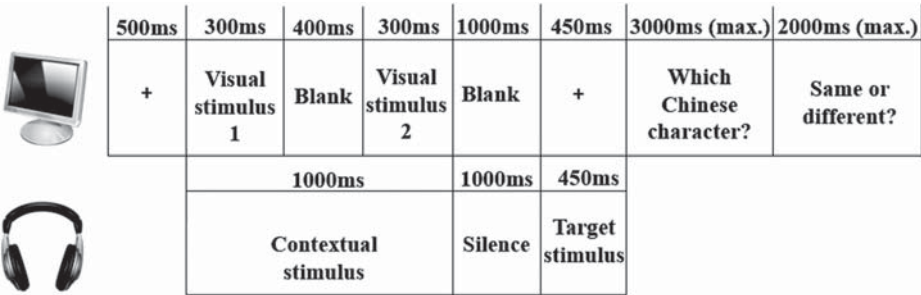 500ms 300ms 400ms 300ms 1000ms 450ms 3000ms (max.) 2000ms (max.)
+
Visual
stimulus
1
Blank
Visual
stimulus
2
Blank
+
Which
Chinese
character?
Same or
different?
1000ms 1000ms 450ms
Contextual
stimulus
Silence
Target
stimulus